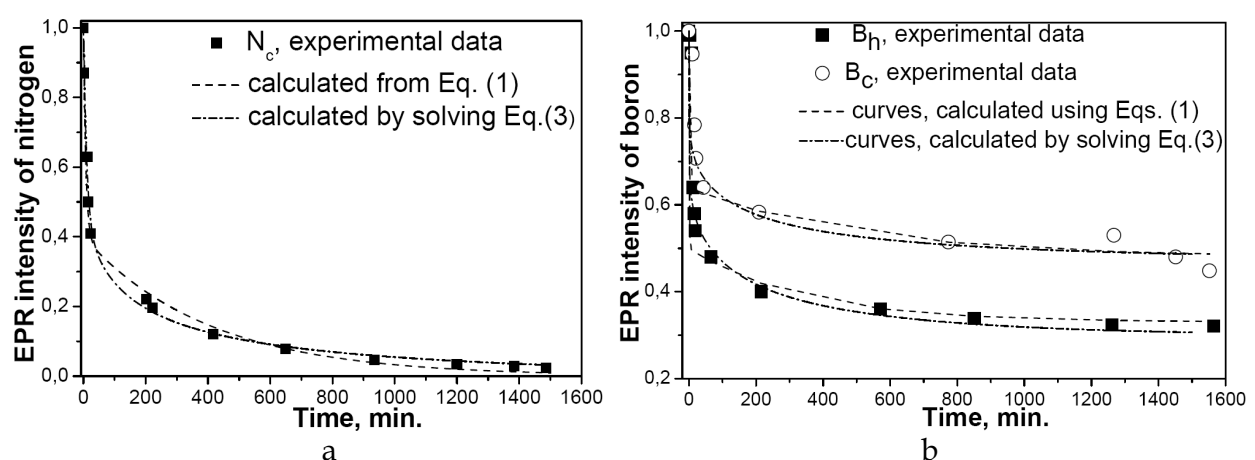 EPR intensity of nitrogen
1,0
0,8
0,6
0,4
0,2
0,0
N_c, experimental data
calculated from Eq. (1)
calculated by solving Eq.(3)
0 200 400 600 800 1000 1200 1400 1600
Time, min.
a
EPR intensity of boron
1,0
0,8
0,6
0,4
0,2
B_h, experimental data
B_c, experimental data
curves, calculated using Eqs. (1)
curves, calculated by solving Eq.(3)
0 200 400 600 800 1000 1200 1400 1600
Time, min.
b